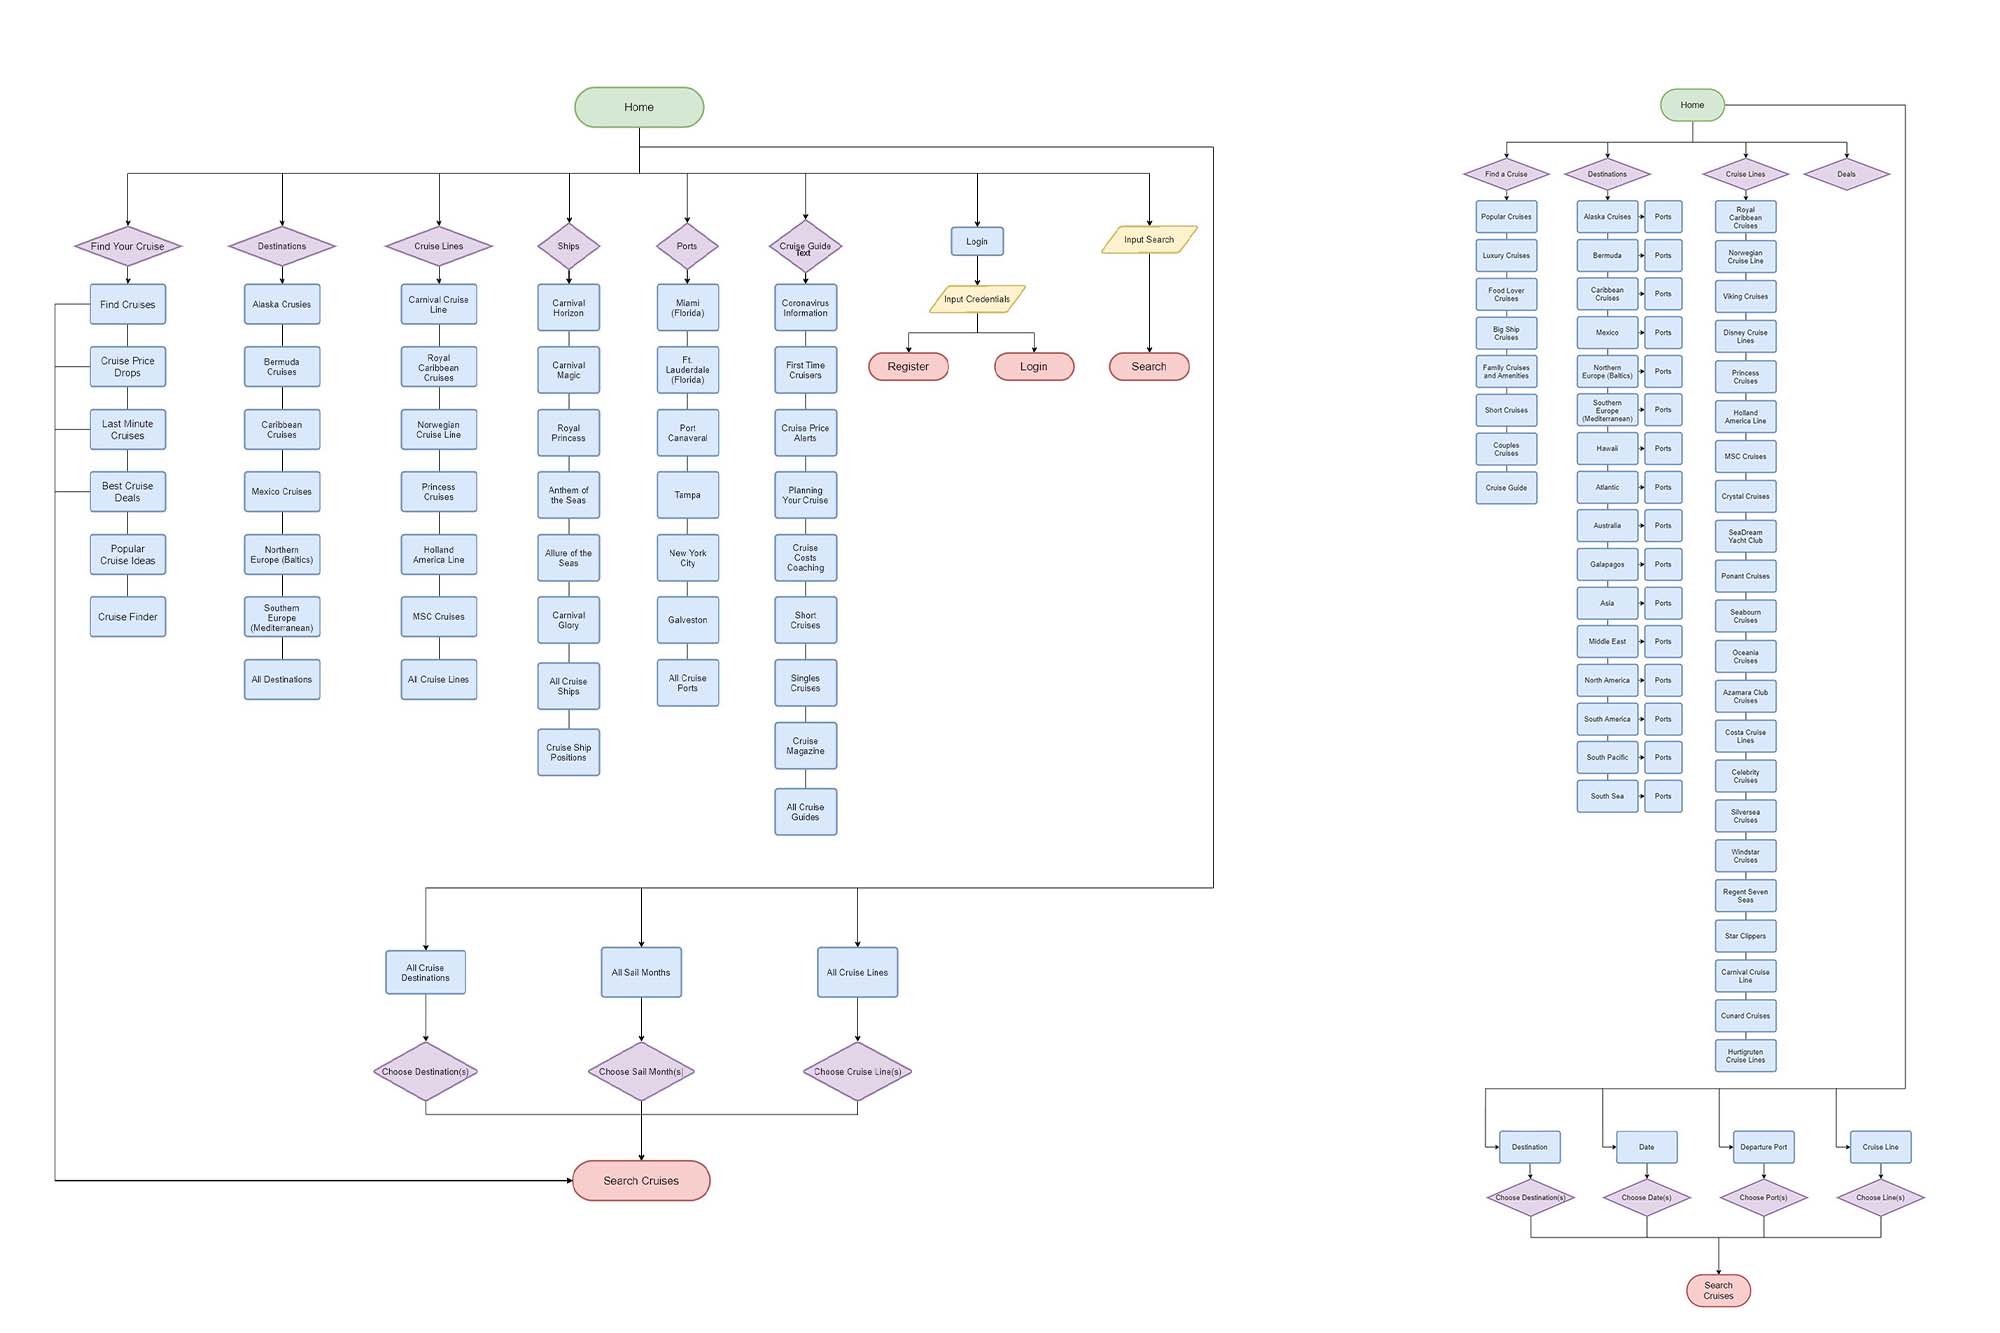 Home
Find Your Cruise
Destinations
Cruise Lines
Ships
Ports
Cruise Guide
Text
Login
Input Search
Find Cruises
Cruise Price
Drops
Last Minute
Cruises
Best Cruise
Deals
Popular
Cruise Ideas
Cruise Finder
Alaska Crusies
Bermuda
Cruises
Caribbean
Cruises
Mexico Cruises
Northern
Europe (Baltics)
Southern
Europe
(Mediterranean)
All Destinations
Carnival Cruise
Line
Royal
Caribbean
Cruises
Norwegian
Cruise Line
Princess
Cruises
Holland
America Line
MSC Cruises
All Cruise Lines
Carnival
Horizon
Carnival
Magic
Royal
Princess
Anthem of
the Seas
Allure of the
Seas
Carnival
Glory
All Cruise
Ships
Cruise Ship
Positions
Miami
(Florida)
Ft.
Lauderdale
(Florida)
Port
Canaveral
Tampa
New York
City
Galveston
All Cruise
Ports
Coronavirus
Information
First Time
Cruisers
Cruise Price
Alerts
Planning
Your Cruise
Cruise
Costs
Coaching
Short
Cruises
Singles
Cruises
Cruise
Magazine
All Cruise
Guides
Input Credentials
Register
Login
Search
All Cruise
Destinations
All Sail Months
All Cruise Lines
Choose Destination(s)
Choose Sail Month(s)
Choose Cruise Line(s)
Search Cruises
Home
Find a Cruise
Destinations
Cruise Lines
Deals
Popular Cruises
Luxury Cruises
Food Lover
Cruises
Big Ship
Cruises
Family Cruises
and Amenities
Short Cruises
Couples
Cruises
Cruise Guide
Alaska Cruises
Ports
Bermuda
Ports
Caribbean
Cruises
Ports
Mexico
Ports
Northern
Europe (Baltics)
Ports
Southern
Europe
(Mediterranean)
Ports
Hawaii
Ports
Atlantic
Ports
Australia
Ports
Galapagos
Ports
Asia
Ports
Middle East
Ports
North America
Ports
South America
Ports
South Pacific
Ports
South Sea
Ports
Royal
Caribbean
Cruises
Norwegian
Cruise Line
Viking Cruises
Disney Cruise
Lines
Princess
Cruises
Holland
America Line
MSC Cruises
Crystal Cruises
SeaDream
Yacht Club
Ponant Cruises
Seabourn
Cruises
Oceania
Cruises
Azamara Club
Cruises
Costa Cruise
Lines
Celebrity
Cruises
Silversea
Cruises
Windstar
Cruises
Regent Seven
Seas
Star Clippers
Carnival Cruise
Line
Cunard Cruises
Hurtigruten
Cruise Lines
Destination
Date
Departure Port
Cruise Line
Choose Destination(s)
Choose Date(s)
Choose Port(s)
Choose Line(s)
Search
Cruises